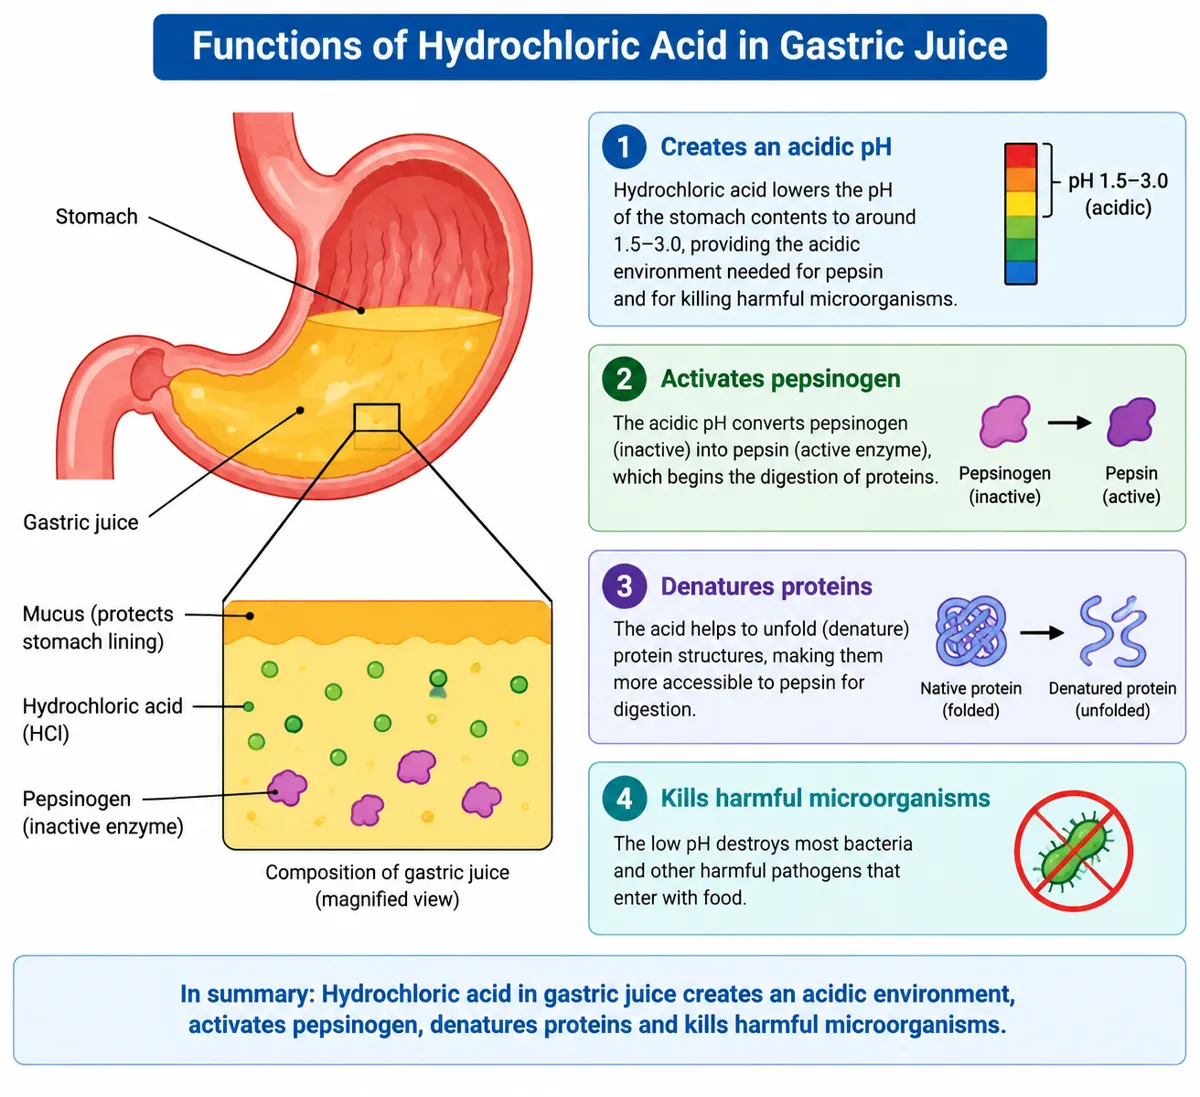 Functions of Hydrochloric Acid in Gastric Juice
Stomach
Gastric juice
Mucus (protects
stomach lining)
Hydrochloric acid
(HCl)
Pepsinogen
(inactive enzyme)
Composition of gastric juice
(magnified view)
1 Creates an acidic pH
Hydrochloric acid lowers the pH
of the stomach contents to around
1.5–3.0, providing the acidic
environment needed for pepsin
and for killing harmful microorganisms.
pH 1.5–3.0
(acidic)
2 Activates pepsinogen
The acidic pH converts pepsinogen
(inactive) into pepsin (active enzyme),
which begins the digestion of proteins.
Pepsinogen
(inactive)
Pepsin
(active)
3 Denatures proteins
The acid helps to unfold (denature)
protein structures, making them
more accessible to pepsin for
digestion.
Native protein
(folded)
Denatured protein
(unfolded)
4 Kills harmful microorganisms
The low pH destroys most bacteria
and other harmful pathogens that
enter with food.
In summary: Hydrochloric acid in gastric juice creates an acidic environment,
activates pepsinogen, denatures proteins and kills harmful microorganisms.